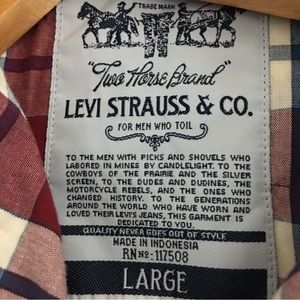 TRADE MARK
"Two Horse Brand"
LEVI STRAUSS & CO.
FOR MEN WHO TOIL
TO THE MEN WITH PICKS AND SHOVELS WHO
LABORED IN MINES BY CANDLELIGHT. TO THE
COWBOYS OF THE PRAIRIE AND THE SILVER
SCREEN, TO THE DUDES AND DUDINES, THE
MOTORCYCLE REBELS, AND THE ONES WHO
CHANGED HISTORY. TO THE GENERATIONS
AROUND THE WORLD WHO HAVE WORN AND
LOVED THEIR LEVI'S JEANS, THIS GARMENT IS
DEDICATED TO YOU.
QUALITY NEVER GOES OUT OF STYLE
MADE IN INDONESIA
RNNo: 117508
LARGE